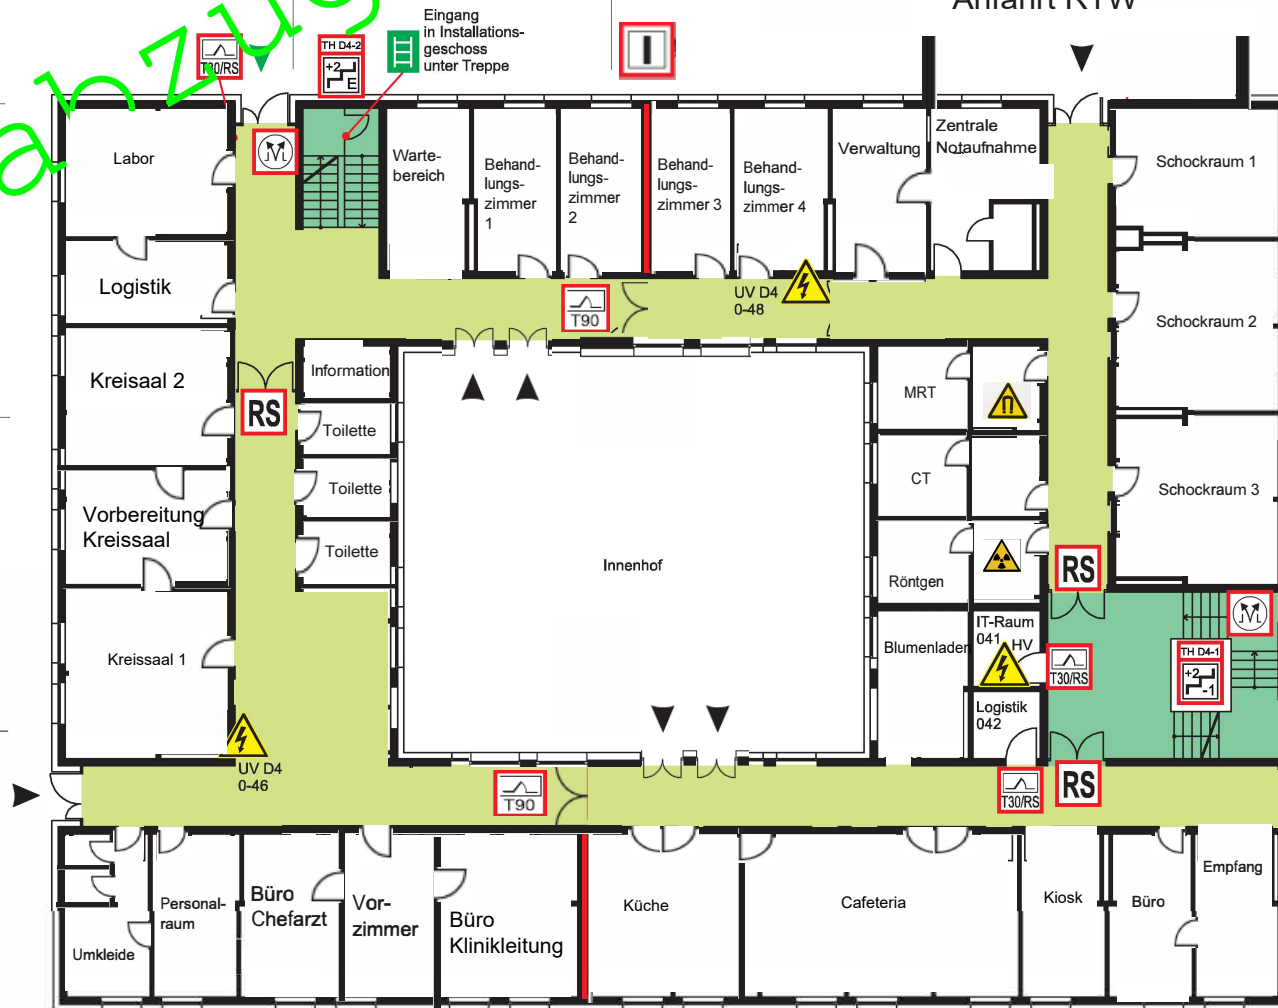 Anfahrt RTW
abzug
Eingang
in Installations-
geschoss
unter Treppe
T30/RS
TH D4-2
+2
E
Labor
Warte-
bereich
Behand-
lungs-
zimmer
1
Behand-
lungs-
zimmer
2
Behand-
lungs-
zimmer 3
Behand-
lungs-
zimmer 4
Verwaltung
Zentrale
Notaufnahme
Schockraum 1
Logistik
T90
UV D4
0-48
Schockraum 2
Kreisaal 2
Information
RS
Toilette
MRT
Toilette
CT
Schockraum 3
Vorbereitung
Kreissaal
Toilette
Innenhof
Röntgen
RS
Kreissaal 1
Blumenladen
IT-Raum
041
HV
T30/RS
TH D4-1
+2
-1
Logistik
042
UV D4
0-46
T90
T30/RS
RS
Umkleide
Personal-
raum
Büro
Chefarzt
Vor-
zimmer
Büro
Klinikleitung
Küche
Cafeteria
Kiosk
Büro
Empfang